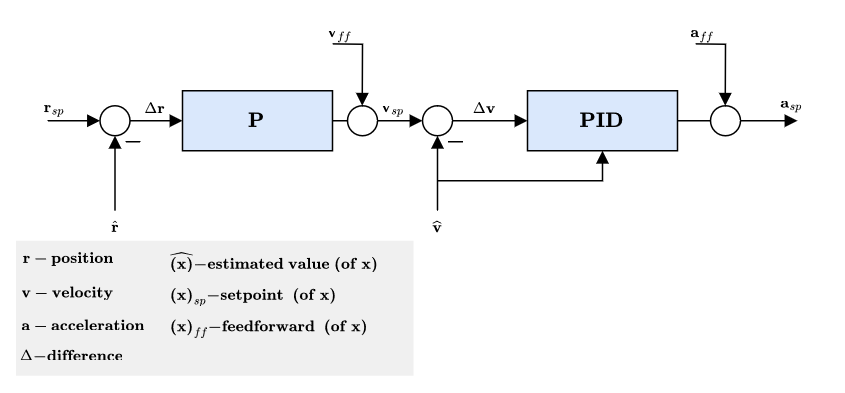 v_ff
a_ff
r_sp
Δr
P
v_sp
Δv
PID
a_sp
−
−
r̂
v̂
r − position
(x)̂−estimated value (of x)
v − velocity
(x)_sp−setpoint (of x)
a − acceleration
(x)_ff−feedforward (of x)
Δ−difference